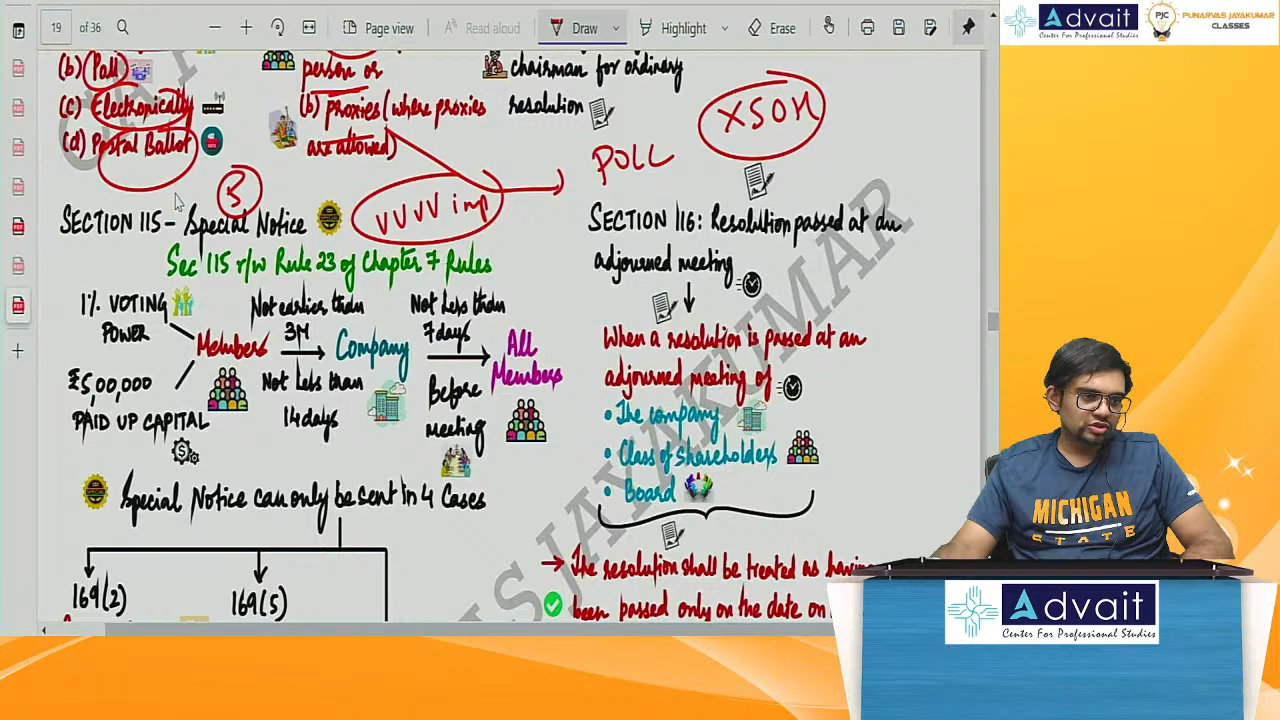 19 of 36
Page view
Read aloud
Draw
Highlight
Erase
Advait
Center For Professional Studies
PJC
PUNARVAS JAYAKUMAR
CLASSES
(b) Poll
(c) Electronically
(d) Postal Ballot
person or
(b) proxies (where proxies
are allowed)
chairman for ordinary
resolution
XSOM
POLL
5
VVVV imp
SECTION 115- Special Notice
Sec 115 r/w Rule 23 of Chapter 7 Rules
1% VOTING
POWER
₹5,00,000
PAID UP CAPITAL
Members
Not earlier than
3M
Not Less than
14 days
Company
Not Less than
7 days
Before
meeting
All
Members
Special Notice can only be sent in 4 Cases
169(2)
169(5)
SECTION 116: Resolution passed at an
adjourned meeting
When a resolution is passed at an
adjourned meeting of
• The company
• Class of Shareholders
• Board
→ The resolution shall be treated as having
been passed only on the date on
JAYAKUMAR
MICHIGAN
STATE
Advait
Center For Professional Studies